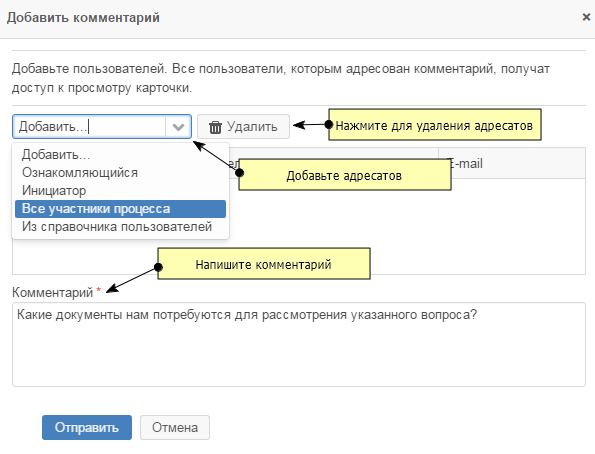 Добавить комментарий ×
Добавьте пользователей. Все пользователи, которым адресован комментарий, получат
доступ к просмотру карточки.
Добавить... Удалить
Нажмите для удаления адресатов
Добавить...
Ознакомляющийся
Инициатор
Все участники процесса
Из справочника пользователей
E-mail
Добавьте адресатов
Напишите комментарий
Комментарий *
Какие документы нам потребуются для рассмотрения указанного вопроса?
Отправить Отмена